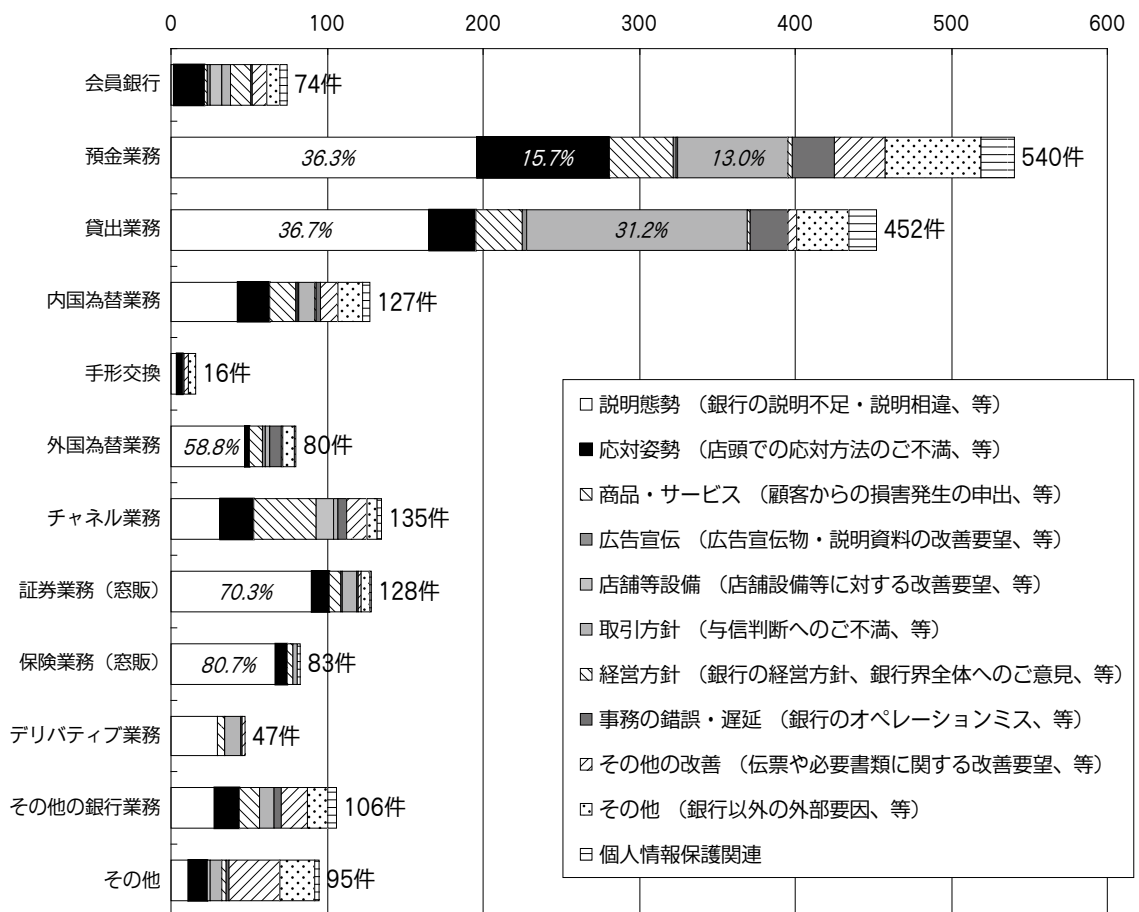 0 100 200 300 400 500 600
会員銀行 74件
預金業務 36.3% 15.7% 13.0% 540件
貸出業務 36.7% 31.2% 452件
内国為替業務 127件
手形交換 16件
外国為替業務 58.8% 80件
チャネル業務 135件
証券業務（窓販） 70.3% 128件
保険業務（窓販） 80.7% 83件
デリバティブ業務 47件
その他の銀行業務 106件
その他 95件
説明態勢 （銀行の説明不足・説明相違、等）
応対姿勢 （店頭での応対方法のご不満、等）
商品・サービス （顧客からの損害発生の申出、等）
広告宣伝 （広告宣伝物・説明資料の改善要望、等）
店舗等設備 （店舗設備等に対する改善要望、等）
取引方針 （与信判断へのご不満、等）
経営方針 （銀行の経営方針、銀行界全体へのご意見、等）
事務の錯誤・遅延 （銀行のオペレーションミス、等）
その他の改善 （伝票や必要書類に関する改善要望、等）
その他 （銀行以外の外部要因、等）
個人情報保護関連